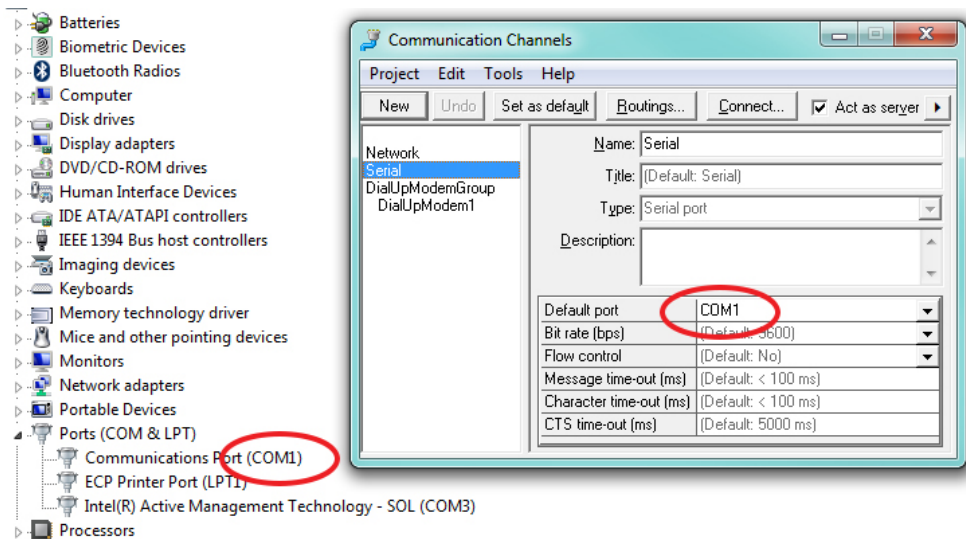 Batteries
Biometric Devices
Bluetooth Radios
Computer
Disk drives
Display adapters
DVD/CD-ROM drives
Human Interface Devices
IDE ATA/ATAPI controllers
IEEE 1394 Bus host controllers
Imaging devices
Keyboards
Memory technology driver
Mice and other pointing devices
Monitors
Network adapters
Portable Devices
Ports (COM & LPT)
Communications Port (COM1)
ECP Printer Port (LPT1)
Intel(R) Active Management Technology - SOL (COM3)
Processors
Communication Channels
Project Edit Tools Help
New Undo Set as default Routings... Connect... Act as server
Network
Serial
DialUpModemGroup
DialUpModem1
Name: Serial
Title: (Default: Serial)
Type: Serial port
Description:
Default port COM1
Bit rate (bps) (Default: 9600)
Flow control (Default: No)
Message time-out (ms) (Default: < 100 ms)
Character time-out (ms) (Default: < 100 ms)
CTS time-out (ms) (Default: 5000 ms)